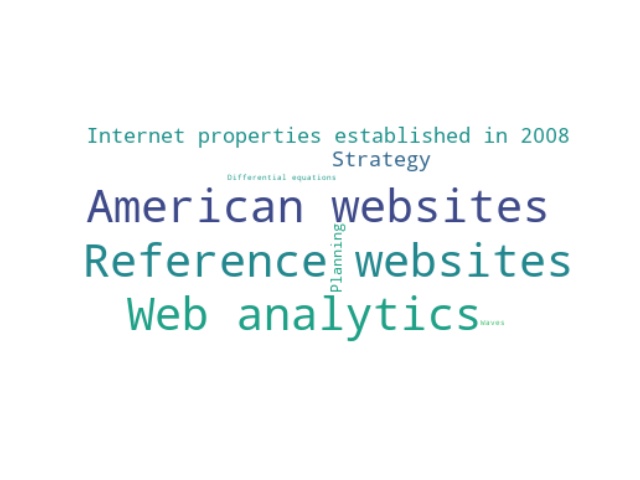 Internet properties established in 2008
Strategy
Differential equations
American websites
Planning
Reference websites
Web analytics
Waves